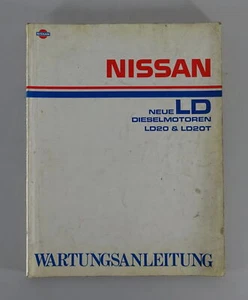 NISSAN
NEUE LD
DIESELMOTOREN
LD20 & LD20T
WARTUNGSANLEITUNG